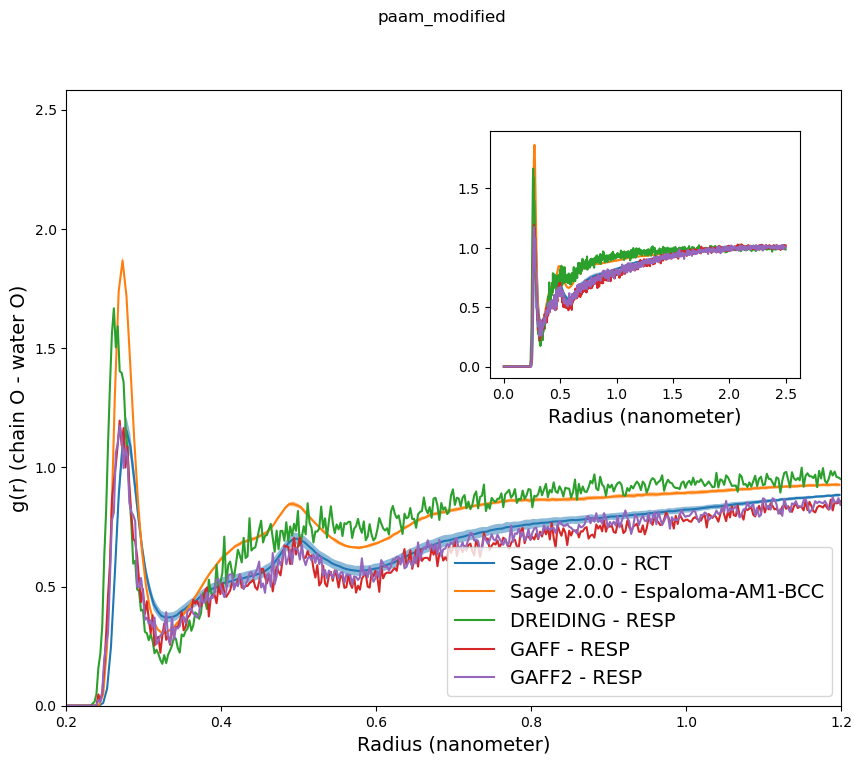 paam_modified
2.5
2.0
1.5
1.0
0.5
0.0
g(r) (chain O - water O)
0.2
0.4
0.6
0.8
1.0
1.2
Radius (nanometer)
1.5
1.0
0.5
0.0
0.0
0.5
1.0
1.5
2.0
2.5
Radius (nanometer)
Sage 2.0.0 - RCT
Sage 2.0.0 - Espaloma-AM1-BCC
DREIDING - RESP
GAFF - RESP
GAFF2 - RESP